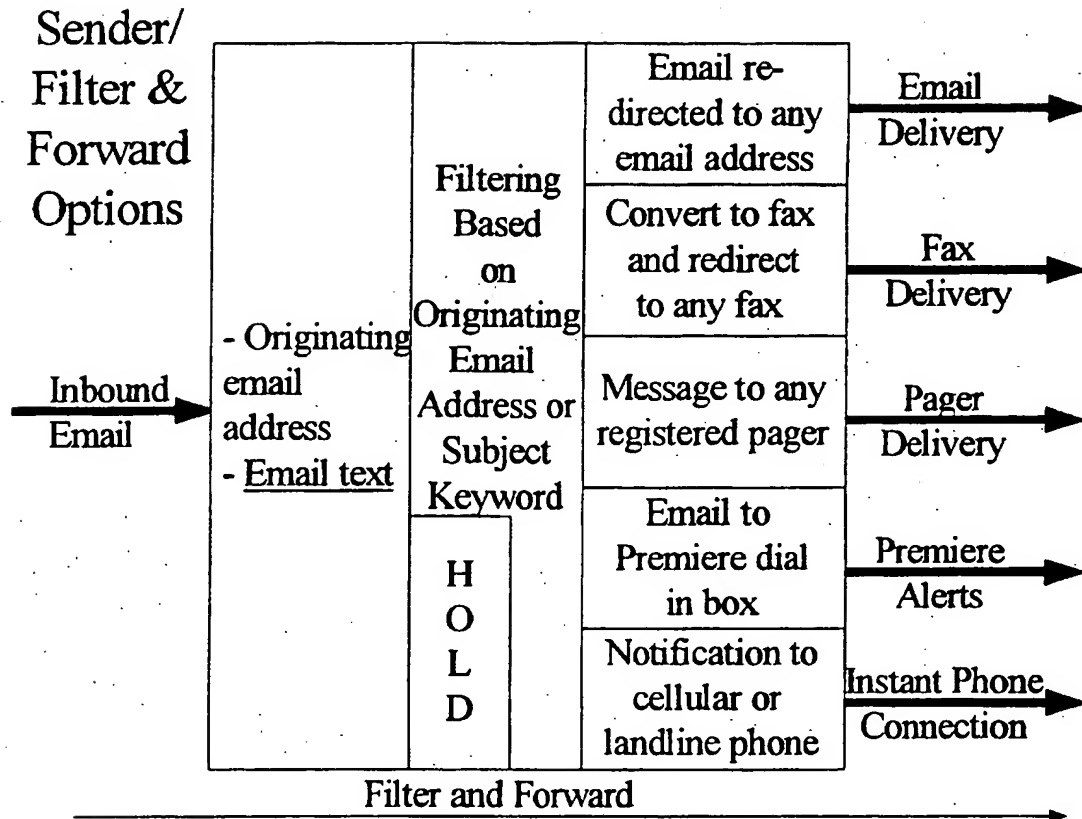 Sender/
Filter &
Forward
Options
Inbound
Email
- Originating
email
address
- Email text
Filtering
Based
on
Originating
Email
Address or
Subject
Keyword
H
O
L
D
Email re-
directed to any
email address
Convert to fax
and redirect
to any fax
Message to any
registered pager
Email to
Premiere dial
in box
Notification to
cellular or
landline phone
Email
Delivery
Fax
Delivery
Pager
Delivery
Premiere
Alerts
Instant Phone
Connection
Filter and Forward